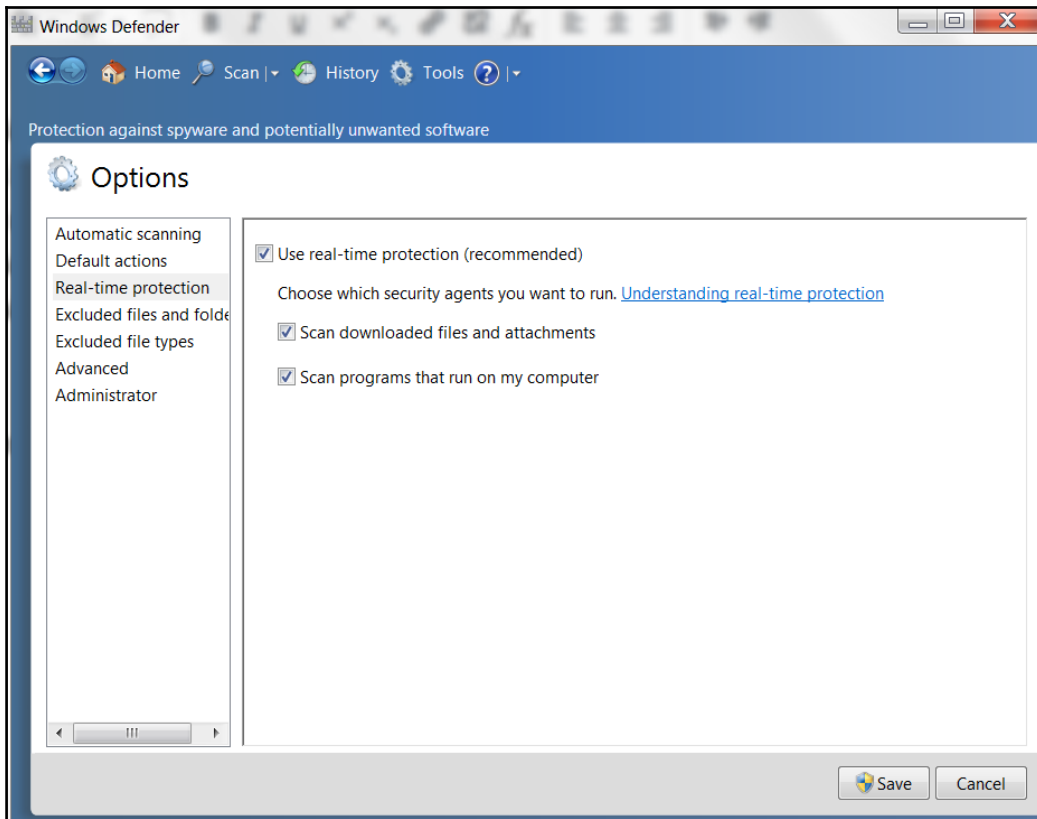 Windows Defender
Home Scan History Tools
Protection against spyware and potentially unwanted software
Options
Automatic scanning
Default actions
Real-time protection
Excluded files and folde
Excluded file types
Advanced
Administrator
Use real-time protection (recommended)
Choose which security agents you want to run. Understanding real-time protection
Scan downloaded files and attachments
Scan programs that run on my computer
Save Cancel